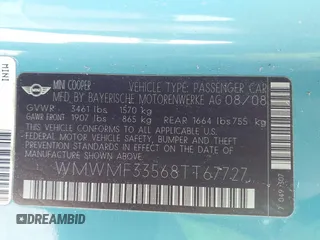 MINI
MINI COOPER
VEHICLE TYPE: PASSENGER CAR
MFD. BY BAYERISCHE MOTORENWERKE AG 08/08
GVWR 3461 lbs. 1570 kg
GAWR FRONT 1907 lbs 865 kg REAR 1664 lbs 755 kg
THIS VEHICLE CONFORMS TO ALL APPLICABLE U.S.
FEDERAL MOTOR VEHICLE SAFETY, BUMPER, AND
THEFT PREVENTION STANDARDS IN EFFECT ON THE
DATE OF MANUFACTURE SHOWN ABOVE.
WMWMF33568TT67727
AUTOBIDMASTER